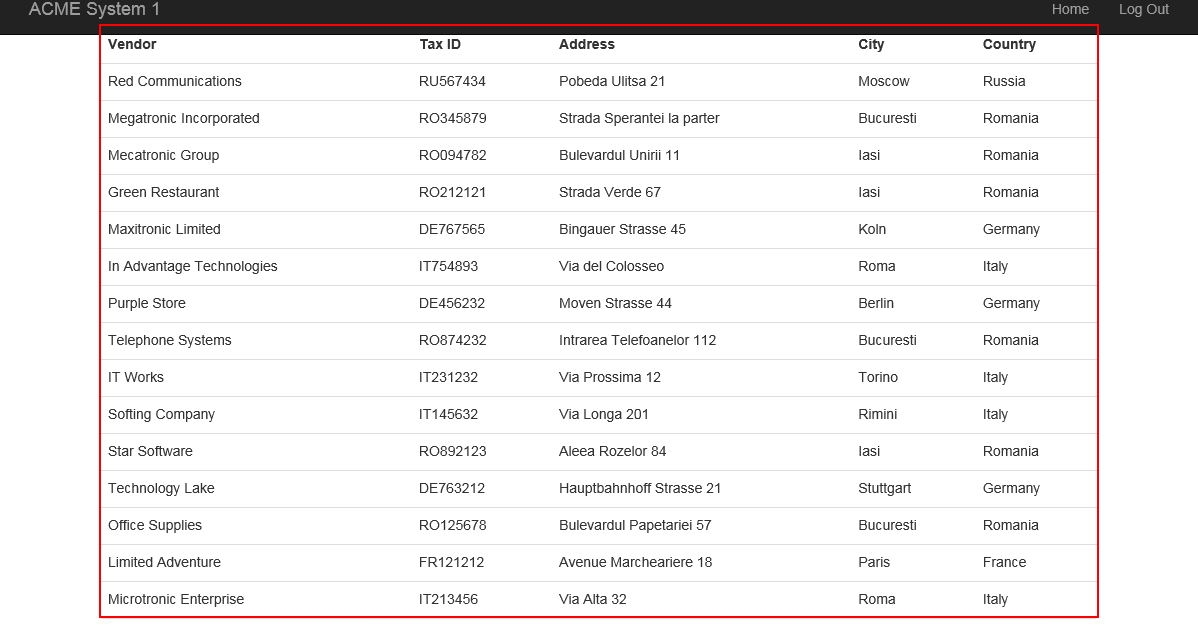 ACME System 1 Home Log Out
Vendor Tax ID Address City Country
Red Communications RU567434 Pobeda Ulitsa 21 Moscow Russia
Megatronic Incorporated RO345879 Strada Sperantei la parter Bucuresti Romania
Mecatronic Group RO094782 Bulevardul Unirii 11 Iasi Romania
Green Restaurant RO212121 Strada Verde 67 Iasi Romania
Maxitronic Limited DE767565 Bingauer Strasse 45 Koln Germany
In Advantage Technologies IT754893 Via del Colosseo Roma Italy
Purple Store DE456232 Moven Strasse 44 Berlin Germany
Telephone Systems RO874232 Intrarea Telefoanelor 112 Bucuresti Romania
IT Works IT231232 Via Prossima 12 Torino Italy
Softing Company IT145632 Via Longa 201 Rimini Italy
Star Software RO892123 Aleea Rozelor 84 Iasi Romania
Technology Lake DE763212 Hauptbahnhoff Strasse 21 Stuttgart Germany
Office Supplies RO125678 Bulevardul Papetariei 57 Bucuresti Romania
Limited Adventure FR121212 Avenue Marcheariere 18 Paris France
Microtronic Enterprise IT213456 Via Alta 32 Roma Italy